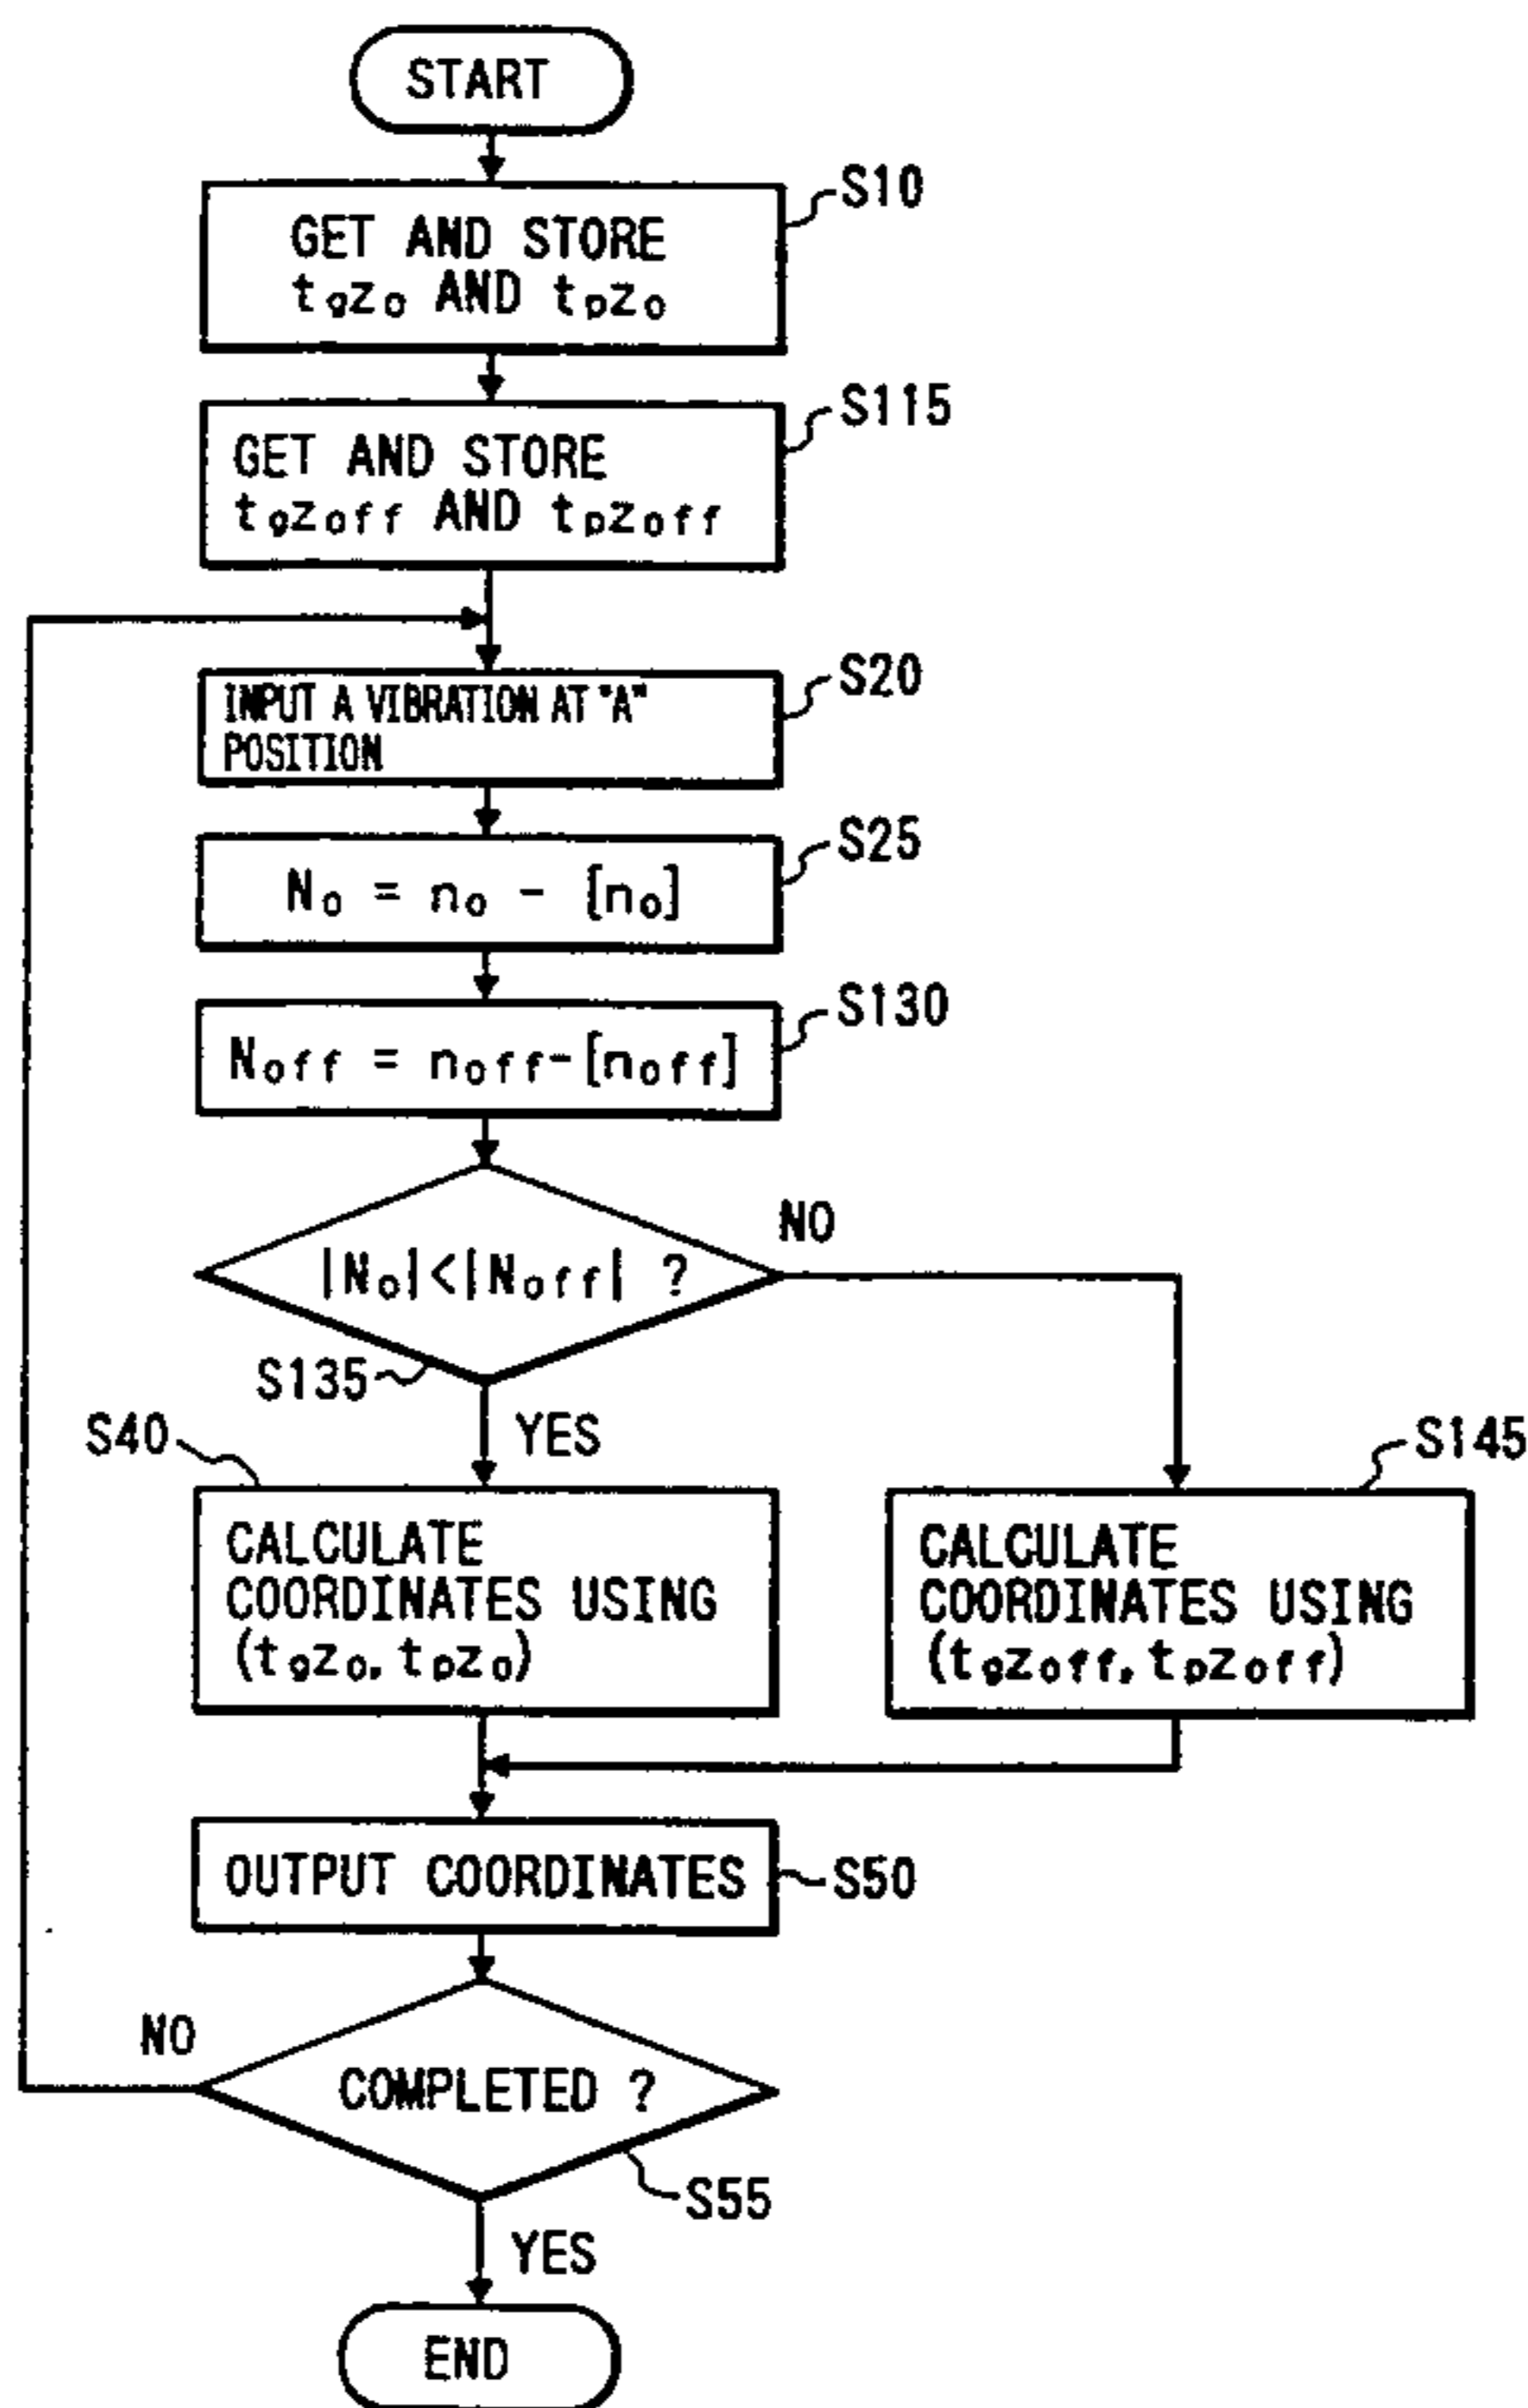 START
S10
GET AND STORE
tgz0 AND tpz0
S115
GET AND STORE
tgzoff AND tpzoff
S20
INPUT A VIBRATION AT "A"
POSITION
S25
N0 = n0 - [n0]
S130
Noff = noff-[noff]
NO
|N0|<|Noff| ?
S135
YES
S40
S145
CALCULATE
COORDINATES USING
(tgz0, tpz0)
CALCULATE
COORDINATES USING
(tgzoff, tpzoff)
OUTPUT COORDINATES
S50
NO
COMPLETED ?
S55
YES
END